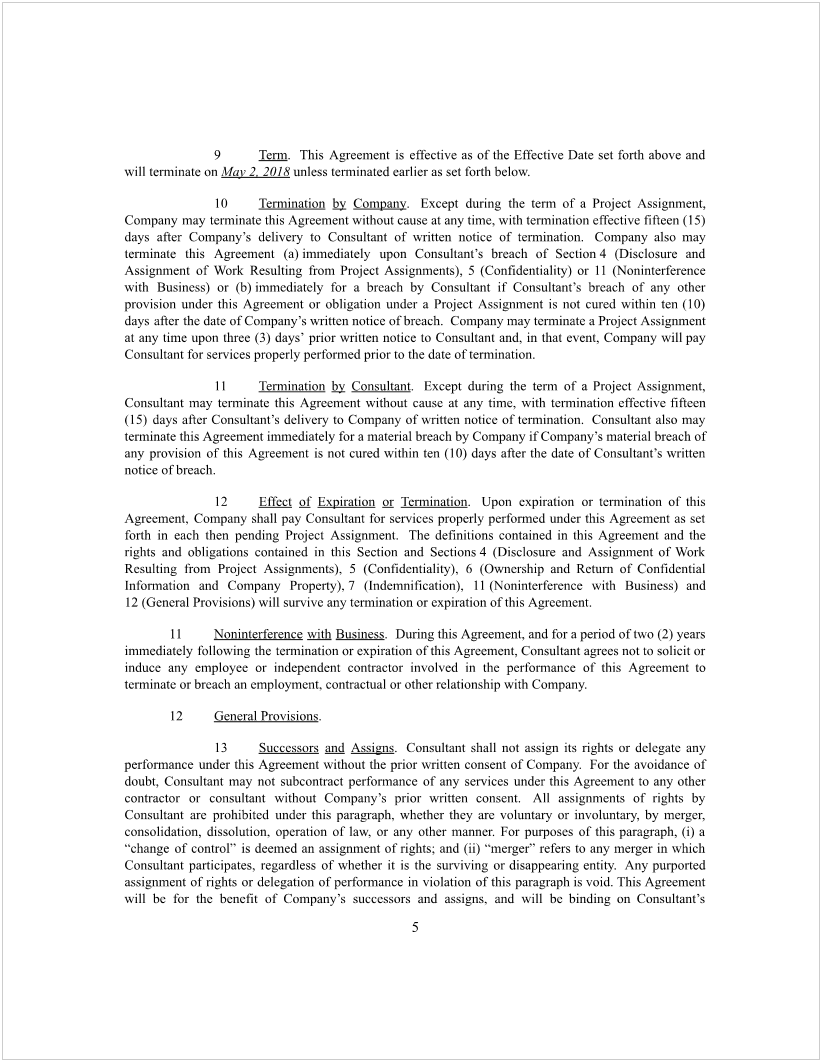 9 Term. This Agreement is effective as of the Effective Date set forth above and
will terminate on May 2, 2018 unless terminated earlier as set forth below.
10 Termination by Company. Except during the term of a Project Assignment,
Company may terminate this Agreement without cause at any time, with termination effective fifteen (15)
days after Company’s delivery to Consultant of written notice of termination. Company also may
terminate this Agreement (a) immediately upon Consultant’s breach of Section 4 (Disclosure and
Assignment of Work Resulting from Project Assignments), 5 (Confidentiality) or 11 (Noninterference
with Business) or (b) immediately for a breach by Consultant if Consultant’s breach of any other
provision under this Agreement or obligation under a Project Assignment is not cured within ten (10)
days after the date of Company’s written notice of breach. Company may terminate a Project Assignment
at any time upon three (3) days’ prior written notice to Consultant and, in that event, Company will pay
Consultant for services properly performed prior to the date of termination.
11 Termination by Consultant. Except during the term of a Project Assignment,
Consultant may terminate this Agreement without cause at any time, with termination effective fifteen
(15) days after Consultant’s delivery to Company of written notice of termination. Consultant also may
terminate this Agreement immediately for a material breach by Company if Company’s material breach of
any provision of this Agreement is not cured within ten (10) days after the date of Consultant’s written
notice of breach.
12 Effect of Expiration or Termination. Upon expiration or termination of this
Agreement, Company shall pay Consultant for services properly performed under this Agreement as set
forth in each then pending Project Assignment. The definitions contained in this Agreement and the
rights and obligations contained in this Section and Sections 4 (Disclosure and Assignment of Work
Resulting from Project Assignments), 5 (Confidentiality), 6 (Ownership and Return of Confidential
Information and Company Property), 7 (Indemnification), 11 (Noninterference with Business) and
12 (General Provisions) will survive any termination or expiration of this Agreement.
11 Noninterference with Business. During this Agreement, and for a period of two (2) years
immediately following the termination or expiration of this Agreement, Consultant agrees not to solicit or
induce any employee or independent contractor involved in the performance of this Agreement to
terminate or breach an employment, contractual or other relationship with Company.
12 General Provisions.
13 Successors and Assigns. Consultant shall not assign its rights or delegate any
performance under this Agreement without the prior written consent of Company. For the avoidance of
doubt, Consultant may not subcontract performance of any services under this Agreement to any other
contractor or consultant without Company’s prior written consent. All assignments of rights by
Consultant are prohibited under this paragraph, whether they are voluntary or involuntary, by merger,
consolidation, dissolution, operation of law, or any other manner. For purposes of this paragraph, (i) a
“change of control” is deemed an assignment of rights; and (ii) “merger” refers to any merger in which
Consultant participates, regardless of whether it is the surviving or disappearing entity. Any purported
assignment of rights or delegation of performance in violation of this paragraph is void. This Agreement
will be for the benefit of Company’s successors and assigns, and will be binding on Consultant’s
5